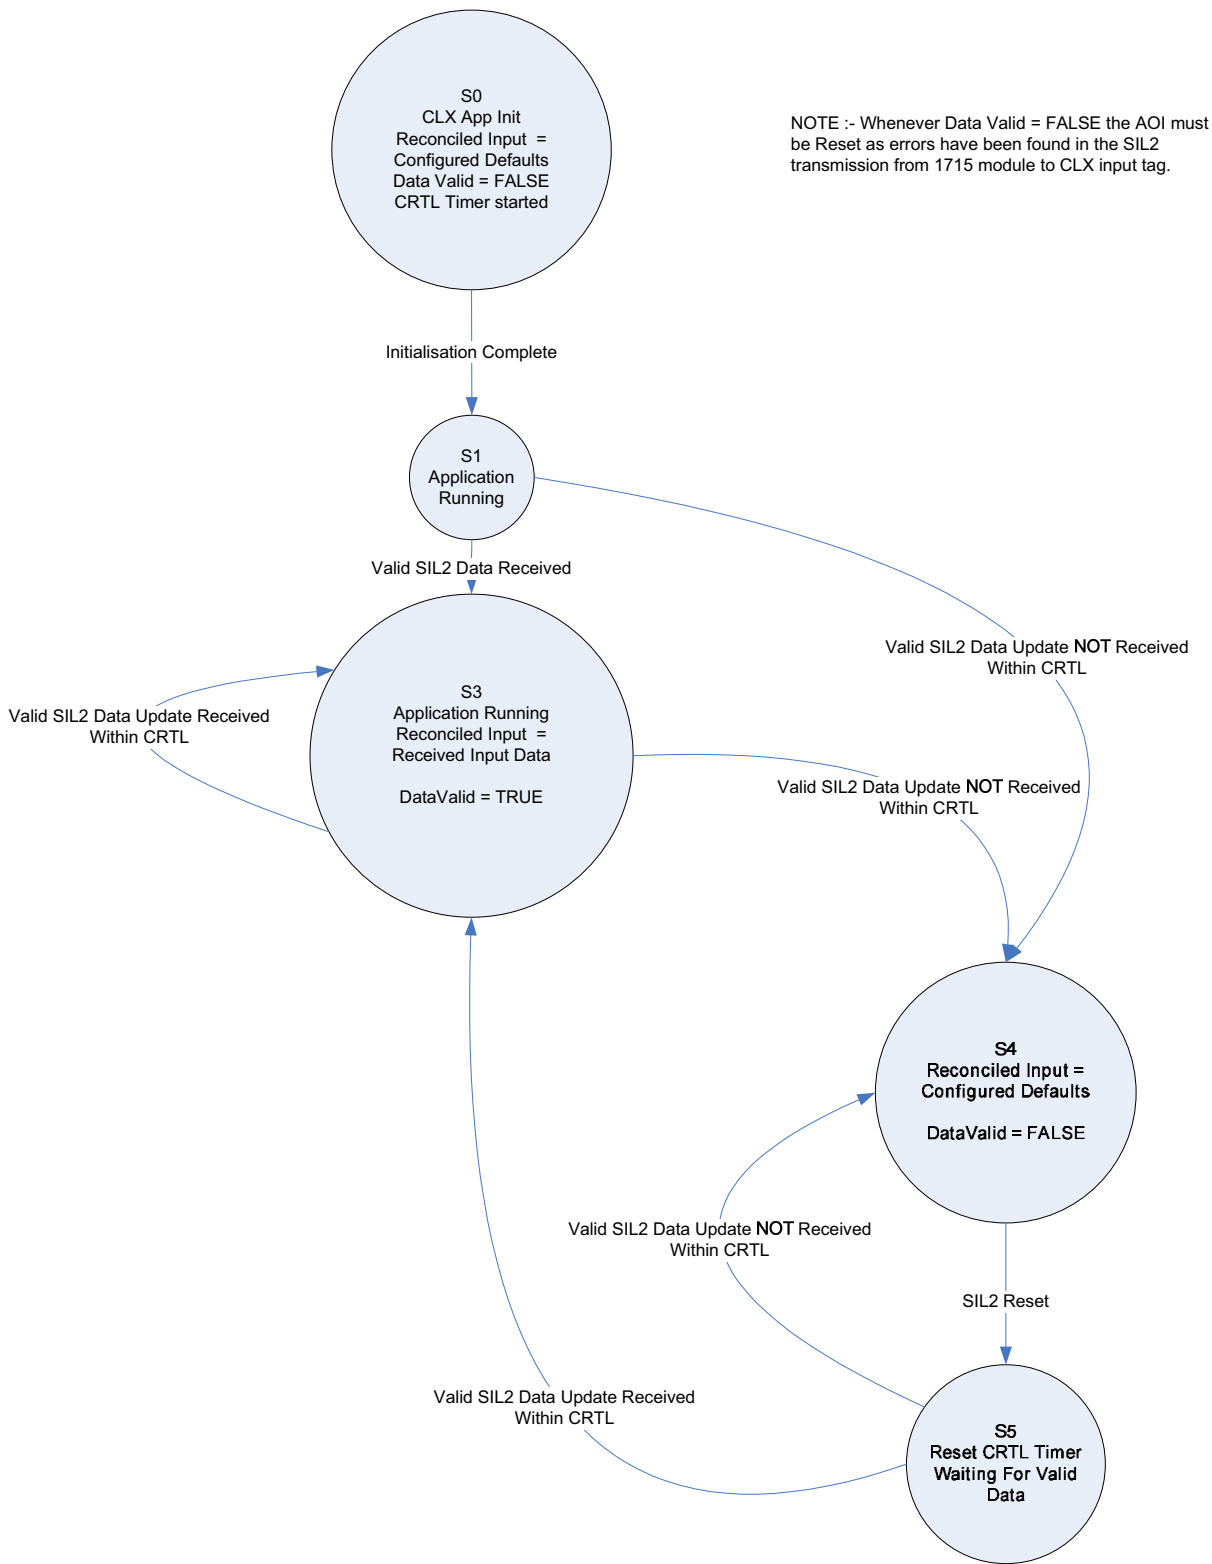 S0
CLX App Init
Reconciled Input =
Configured Defaults
Data Valid = FALSE
CRTL Timer started
NOTE :- Whenever Data Valid = FALSE the AOI must
be Reset as errors have been found in the SIL2
transmission from 1715 module to CLX input tag.
Initialisation Complete
S1
Application
Running
Valid SIL2 Data Received
Valid SIL2 Data Update NOT Received
Within CRTL
Valid SIL2 Data Update Received
Within CRTL
S3
Application Running
Reconciled Input =
Received Input Data
DataValid = TRUE
Valid SIL2 Data Update NOT Received
Within CRTL
S4
Reconciled Input =
Configured Defaults
DataValid = FALSE
Valid SIL2 Data Update NOT Received
Within CRTL
SIL2 Reset
Valid SIL2 Data Update Received
Within CRTL
S5
Reset CRTL Timer
Waiting For Valid
Data